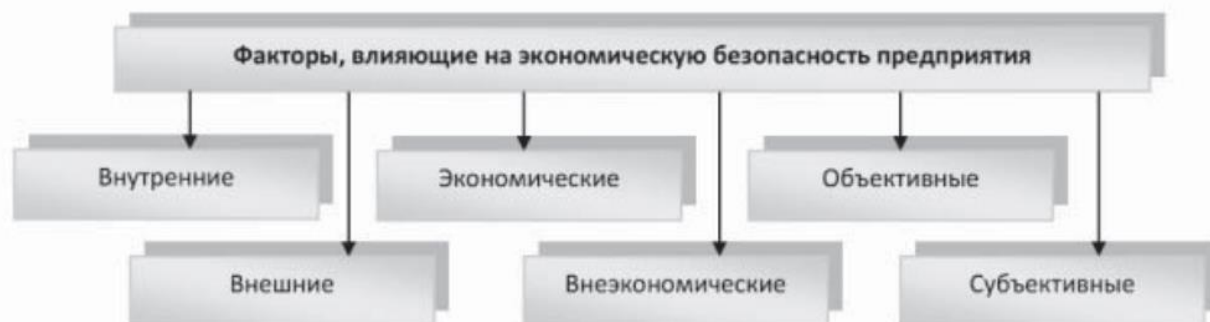 Факторы, влияющие на экономическую безопасность предприятия
Внутренние
Экономические
Объективные
Внешние
Внеэкономические
Субъективные